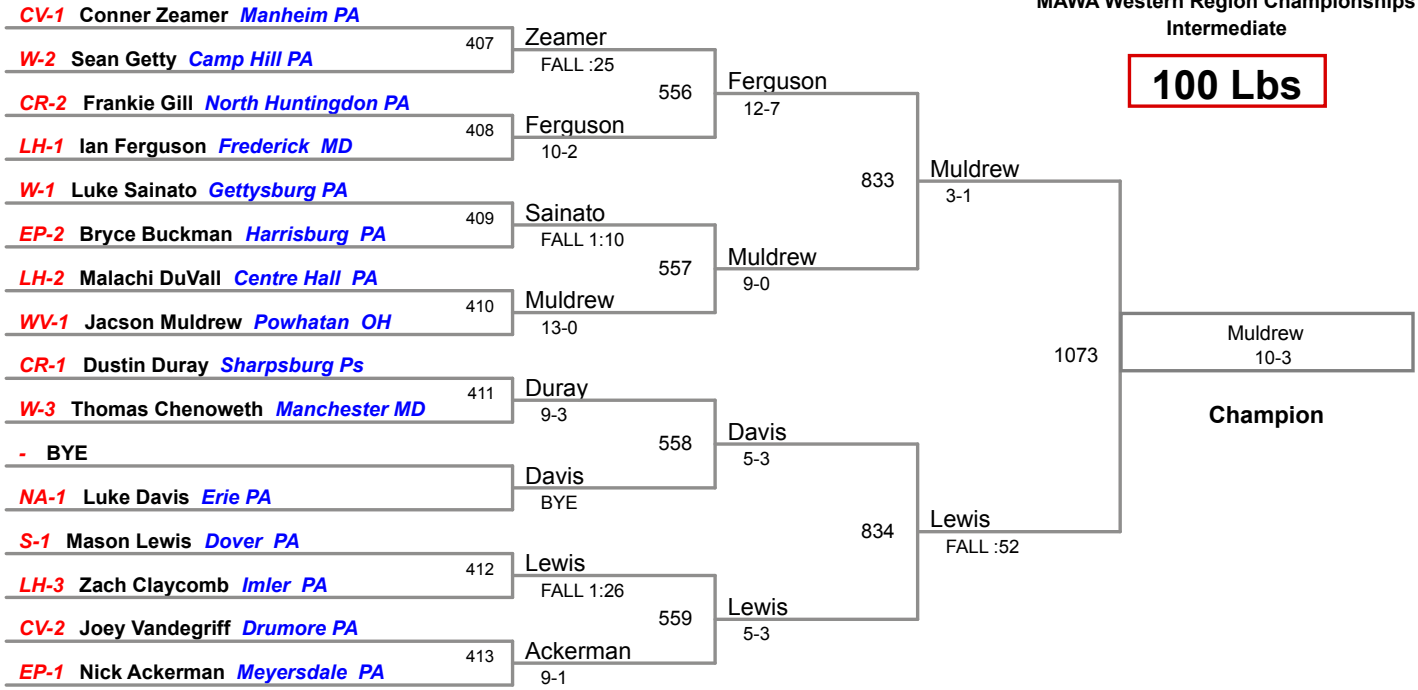 MAWA Western Region Championships
Intermediate
100 Lbs
CV-1 Conner Zeamer Manheim PA
W-2 Sean Getty Camp Hill PA
CR-2 Frankie Gill North Huntingdon PA
LH-1 Ian Ferguson Frederick MD
W-1 Luke Sainato Gettysburg PA
EP-2 Bryce Buckman Harrisburg PA
LH-2 Malachi DuVall Centre Hall PA
WV-1 Jacson Muldrew Powhatan OH
CR-1 Dustin Duray Sharpsburg Ps
W-3 Thomas Chenoweth Manchester MD
- BYE
NA-1 Luke Davis Erie PA
S-1 Mason Lewis Dover PA
LH-3 Zach Claycomb Imler PA
CV-2 Joey Vandegriff Drumore PA
EP-1 Nick Ackerman Meyersdale PA
407
Zeamer
FALL :25
408
Ferguson
10-2
409
Sainato
FALL 1:10
410
Muldrew
13-0
411
Duray
9-3
Davis
BYE
412
Lewis
FALL 1:26
413
Ackerman
9-1
556
Ferguson
12-7
557
Muldrew
9-0
558
Davis
5-3
559
Lewis
5-3
833
Muldrew
3-1
834
Lewis
FALL :52
1073
Muldrew
10-3
Champion